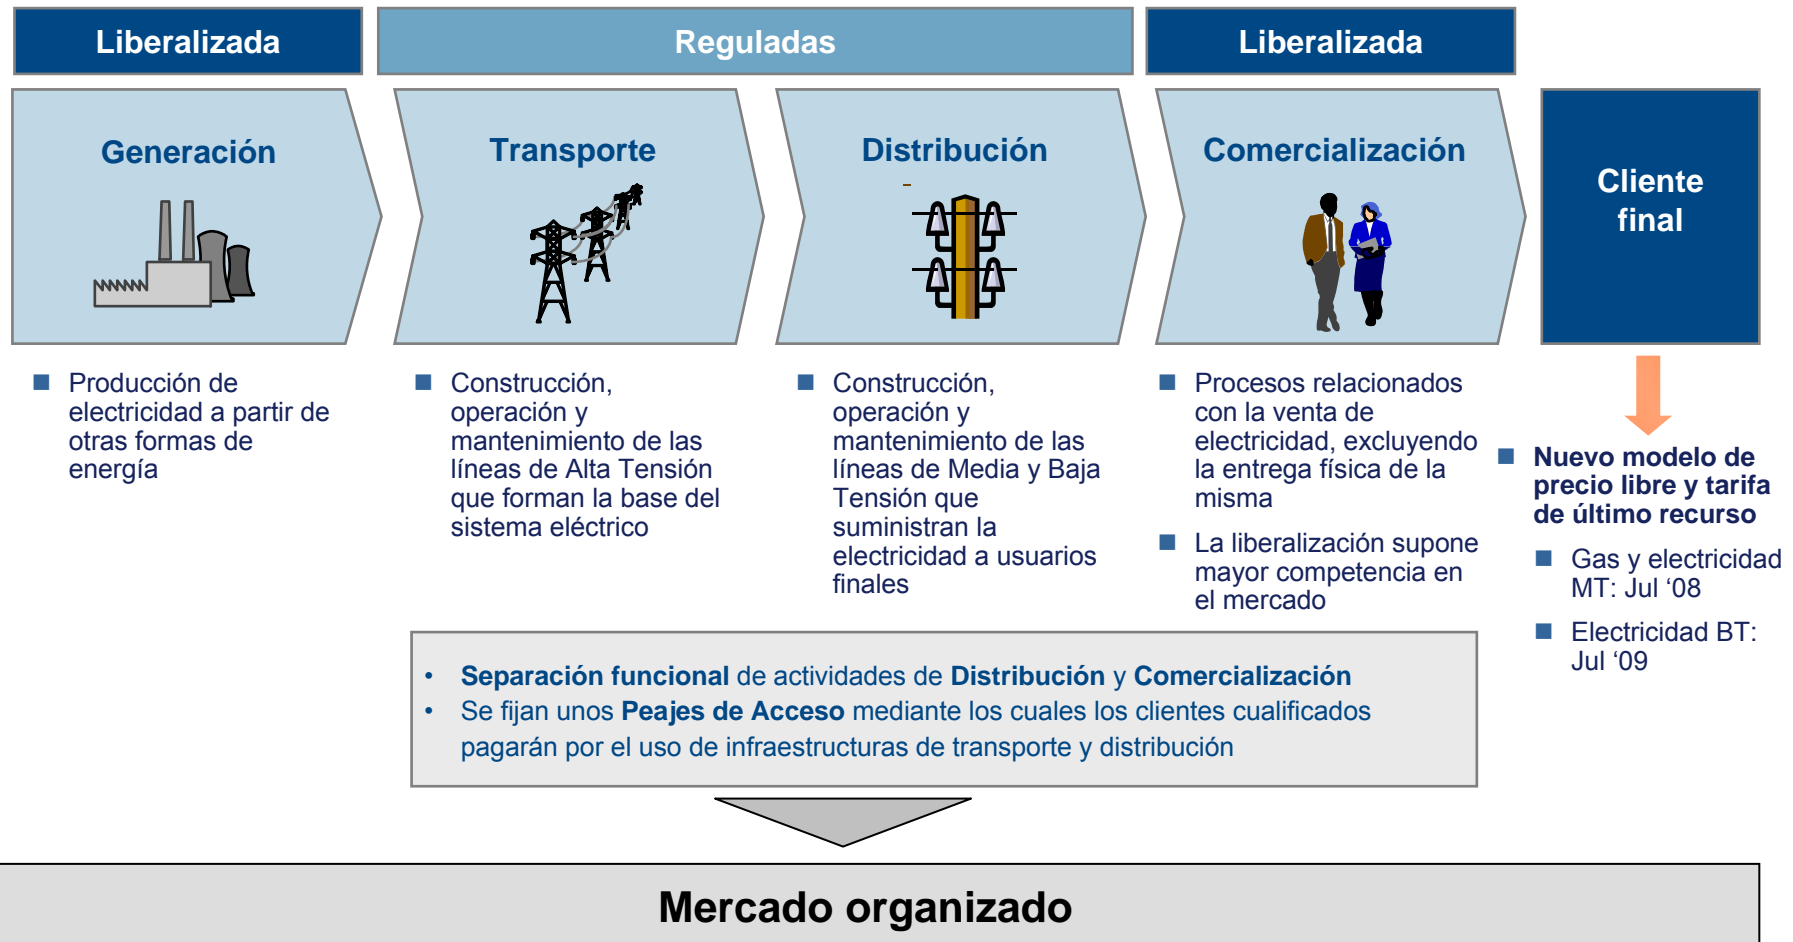 Liberalizada
Reguladas
Liberalizada
Generación
Transporte
Distribución
Comercialización
Cliente
final
Producción de
electricidad a partir de
otras formas de
energía
Construcción,
operación y
mantenimiento de las
líneas de Alta Tensión
que forman la base del
sistema eléctrico
Construcción,
operación y
mantenimiento de las
líneas de Media y Baja
Tensión que
suministran la
electricidad a usuarios
finales
Procesos relacionados
con la venta de
electricidad, excluyendo
la entrega física de la
misma
La liberalización supone
mayor competencia en
el mercado
Nuevo modelo de
precio libre y tarifa
de último recurso
Gas y electricidad
MT: Jul ‘08
Electricidad BT:
Jul ‘09
• Separación funcional de actividades de Distribución y Comercialización
• Se fijan unos Peajes de Acceso mediante los cuales los clientes cualificados
pagarán por el uso de infraestructuras de transporte y distribución
Mercado organizado